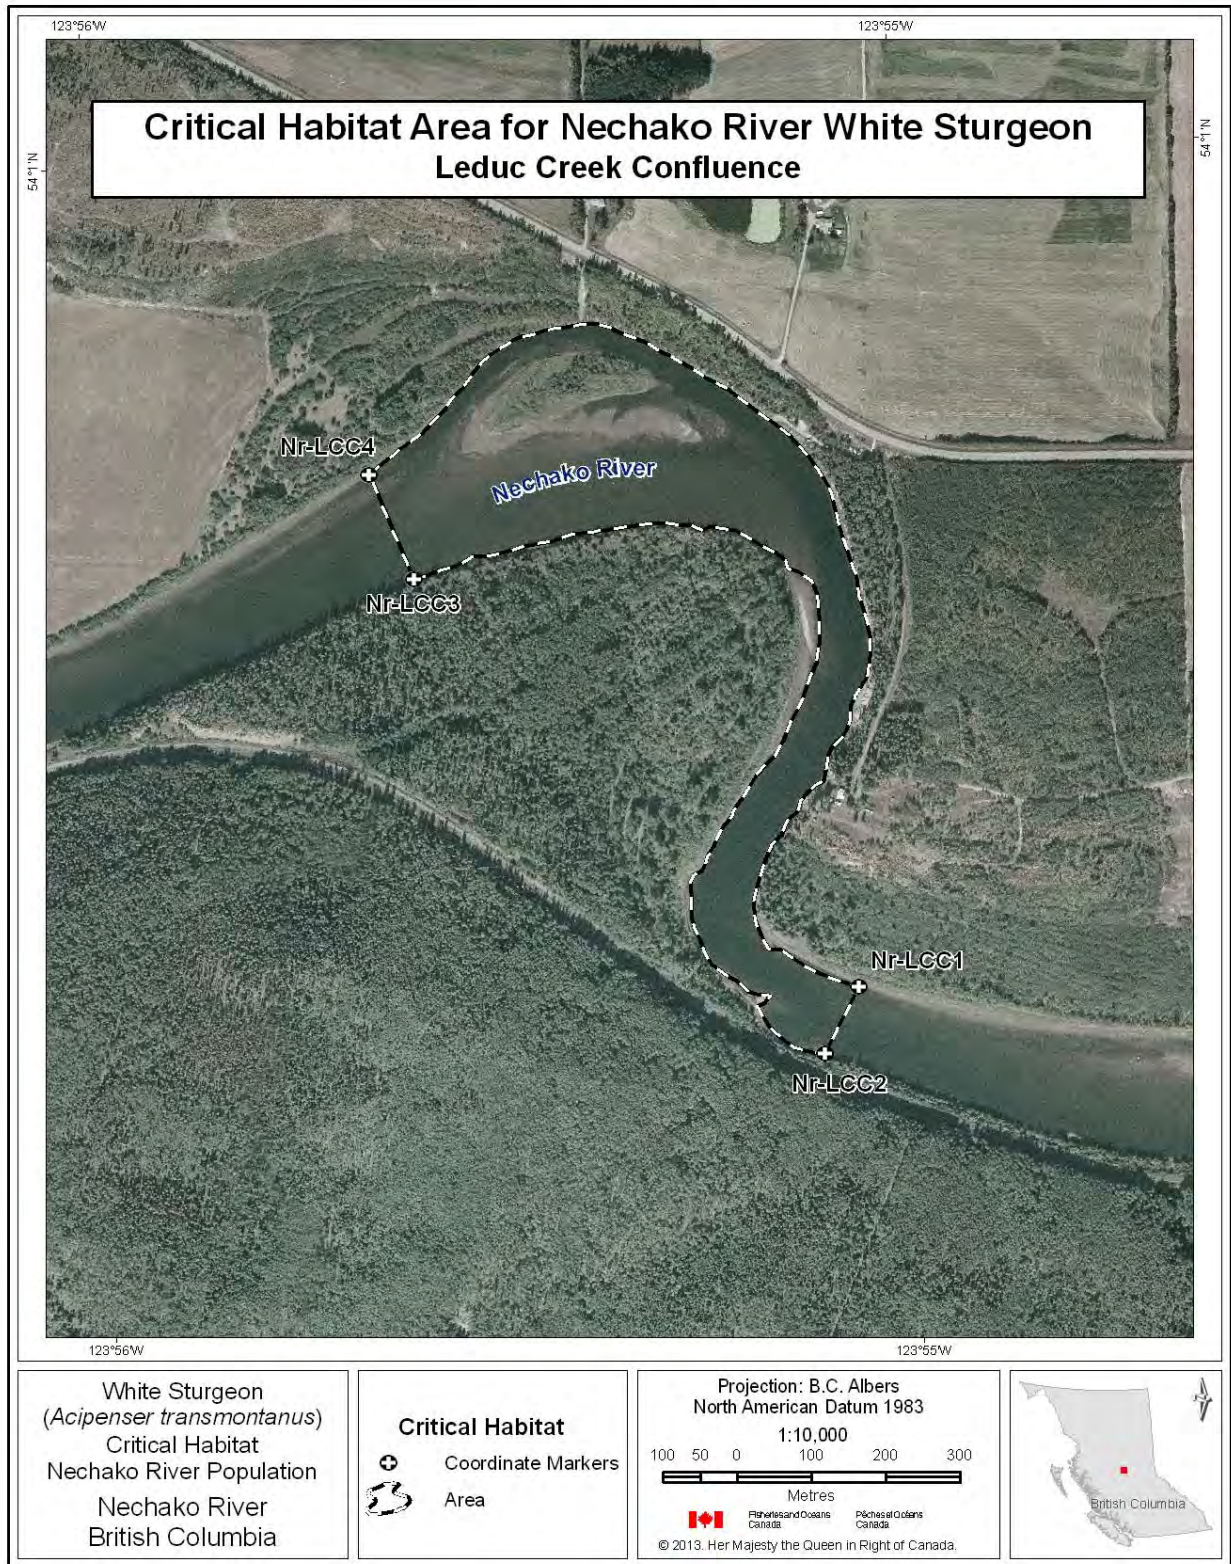 123°56'W 123°55'W
54°1'N
54°1'N
Critical Habitat Area for Nechako River White Sturgeon
Leduc Creek Confluence
Nr-LCC4
Nechako River
Nr-LCC3
Nr-LCC1
Nr-LCC2
123°56'W 123°55'W
White Sturgeon
(Acipenser transmontanus)
Critical Habitat
Nechako River Population
Nechako River
British Columbia
Critical Habitat
Coordinate Markers
Area
Projection: B.C. Albers
North American Datum 1983
1:10,000
100 50 0 100 200 300
Metres
Fisheries and Oceans
Canada
Pêches et Océans
Canada
© 2013. Her Majesty the Queen in Right of Canada.
British Columbia